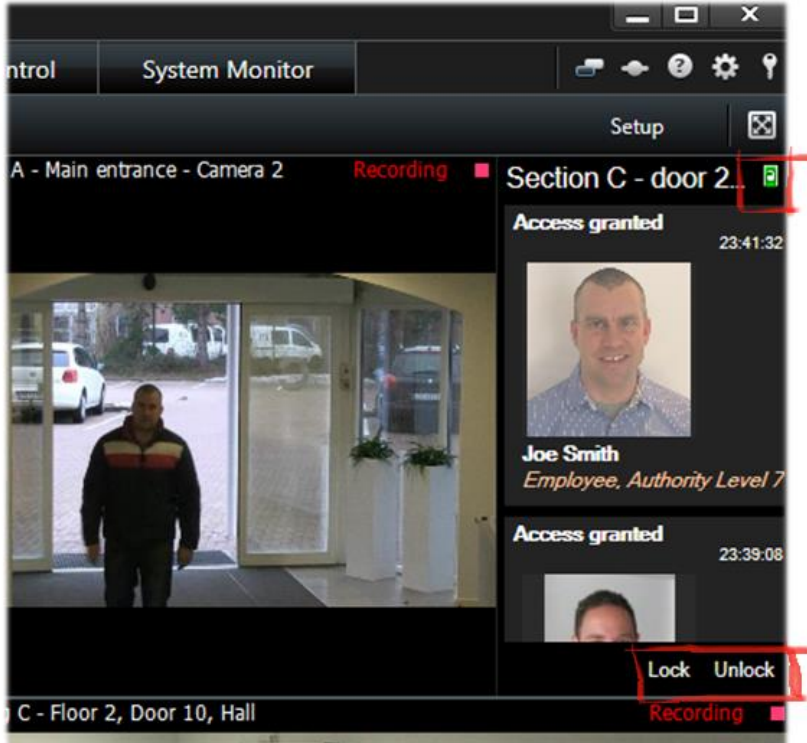 ntrol System Monitor
Setup
A - Main entrance - Camera 2 Recording
Section C - door 2...
Access granted
23:41:32
Joe Smith
Employee, Authority Level 7
Access granted
23:39:08
Lock Unlock
C - Floor 2, Door 10, Hall Recording